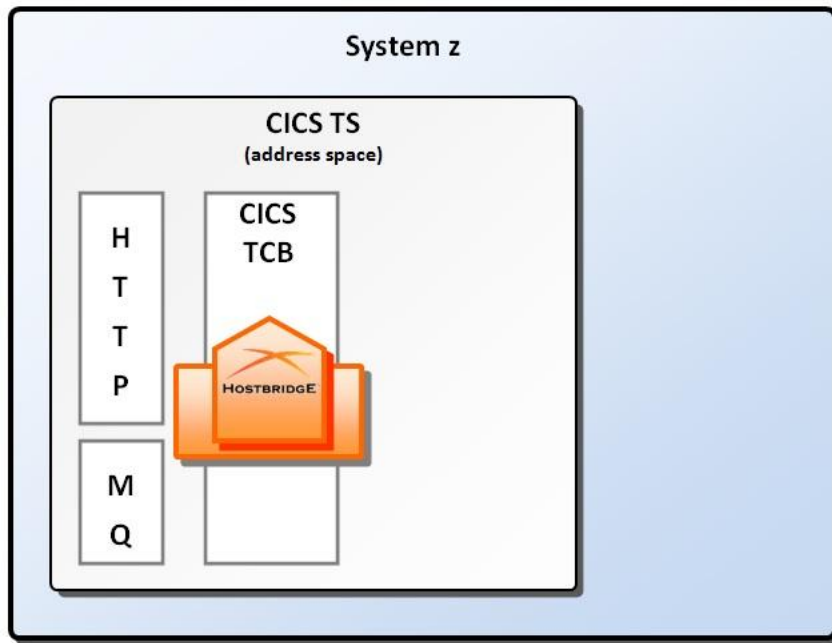 System z
CICS TS
(address space)
H
T
T
P
M
Q
CICS
TCB
HOSTBRIDGE